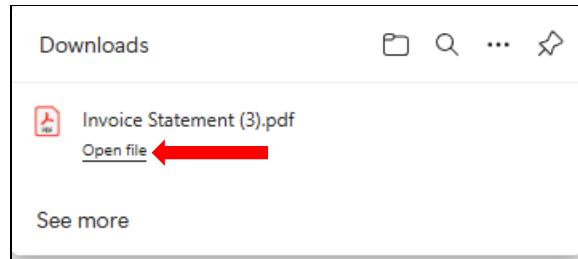 Downloads
Invoice Statement (3).pdf
Open file
See more